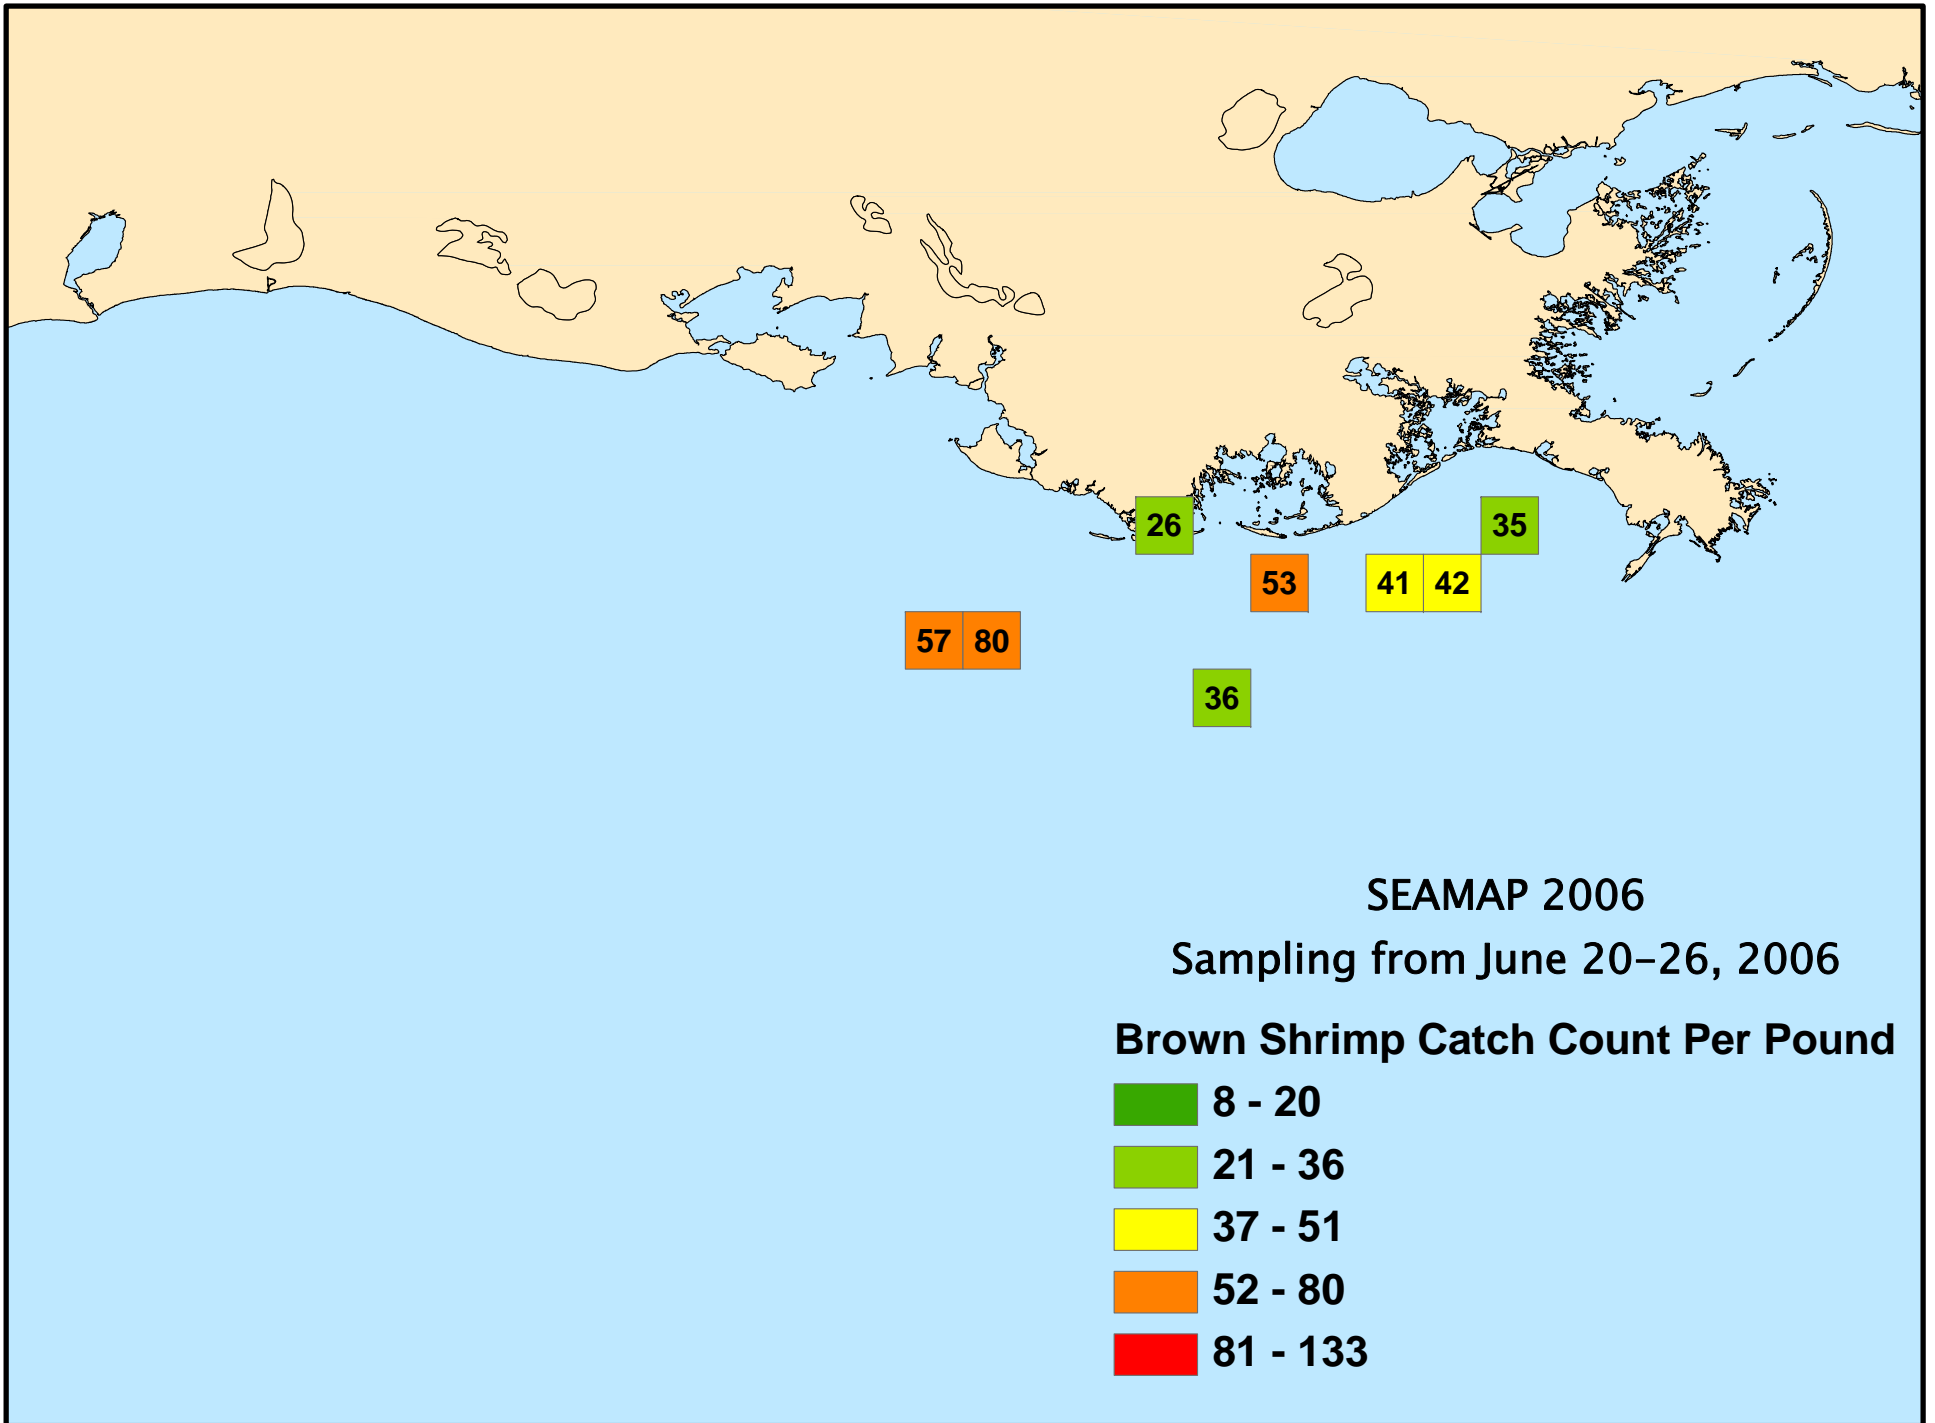 26
35
53
41 42
57 80
36
SEAMAP 2006
Sampling from June 20-26, 2006
Brown Shrimp Catch Count Per Pound
8 - 20
21 - 36
37 - 51
52 - 80
81 - 133